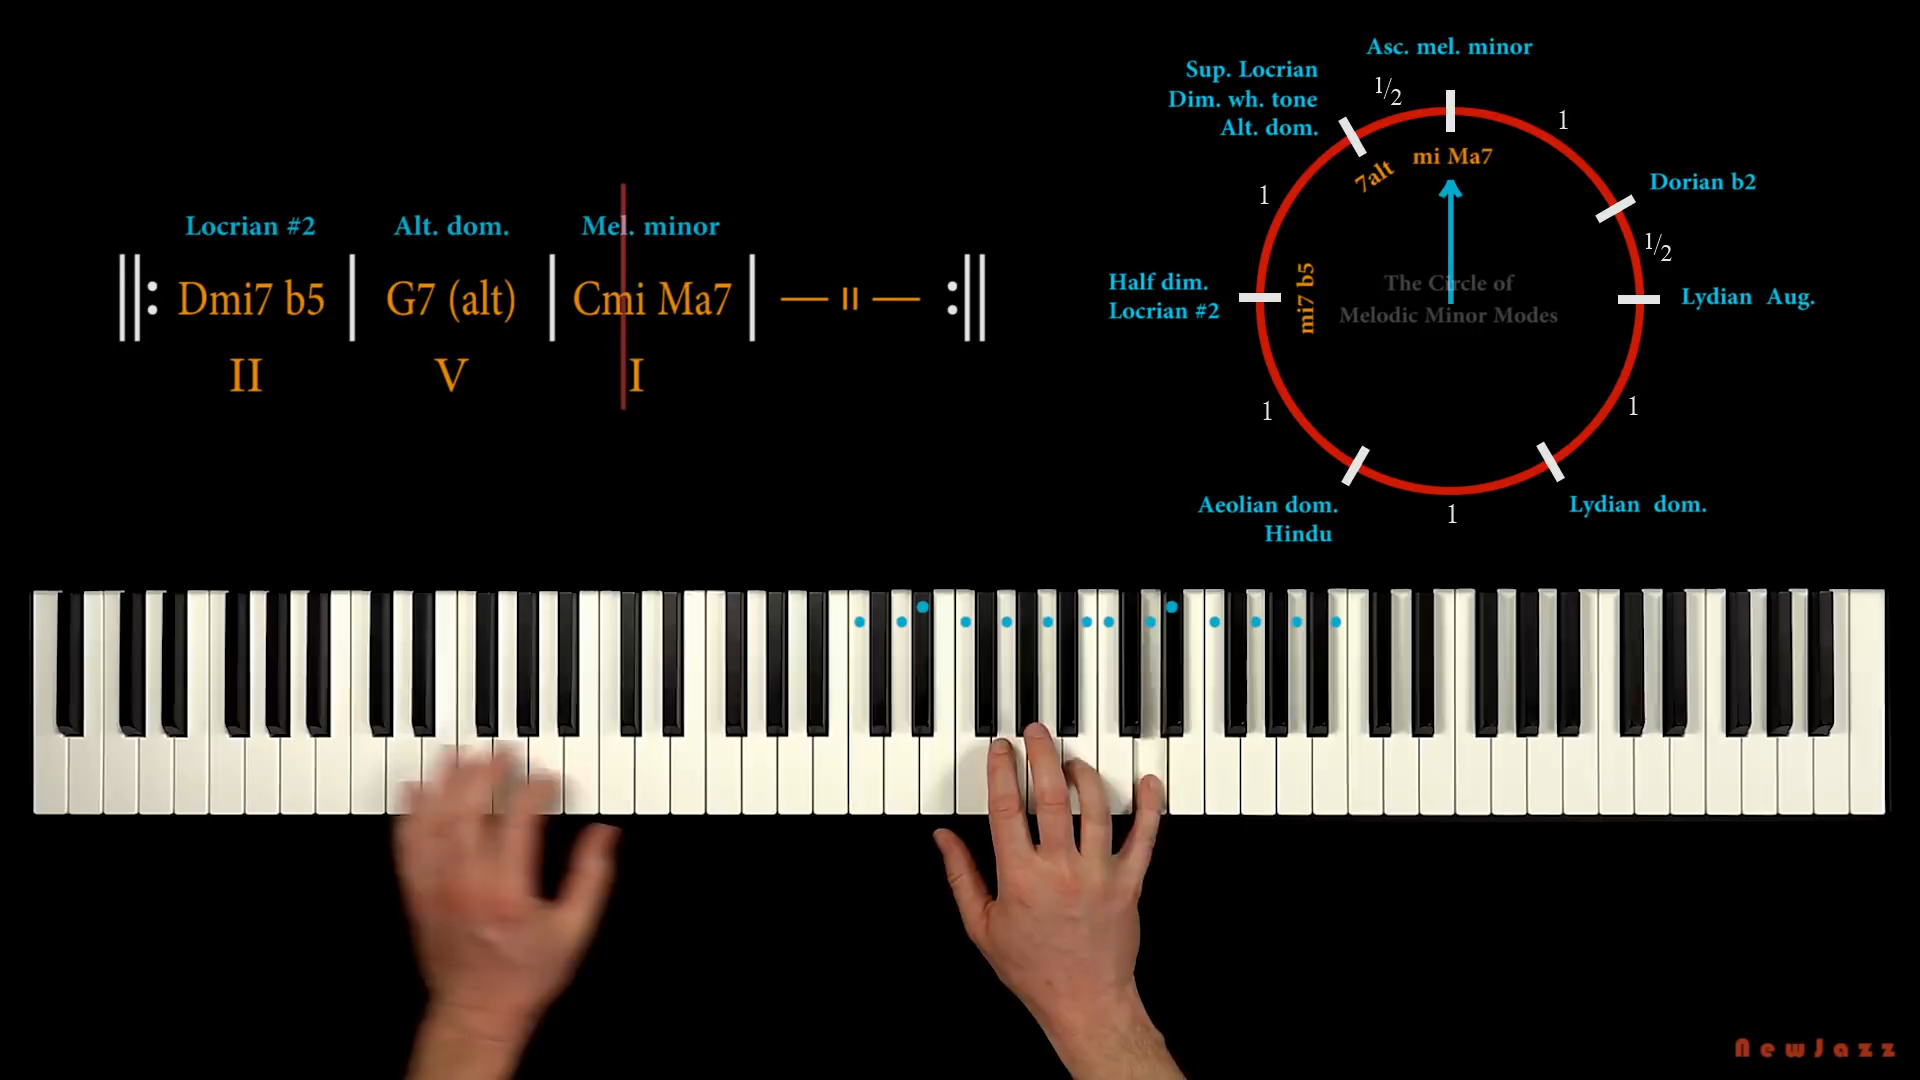 Locrian #2 Alt. dom. Mel. minor
Dmi7 b5 G7 (alt) Cmi Ma7
II V I
Asc. mel. minor
Sup. Locrian
Dim. wh. tone
Alt. dom.
1/2
1
mi Ma7
7alt
Dorian b2
1
1/2
Half dim.
Locrian #2
mi7 b5
The Circle of
Melodic Minor Modes
Lydian Aug.
1
1
Aeolian dom.
Hindu
1
Lydian dom.
NewJazz